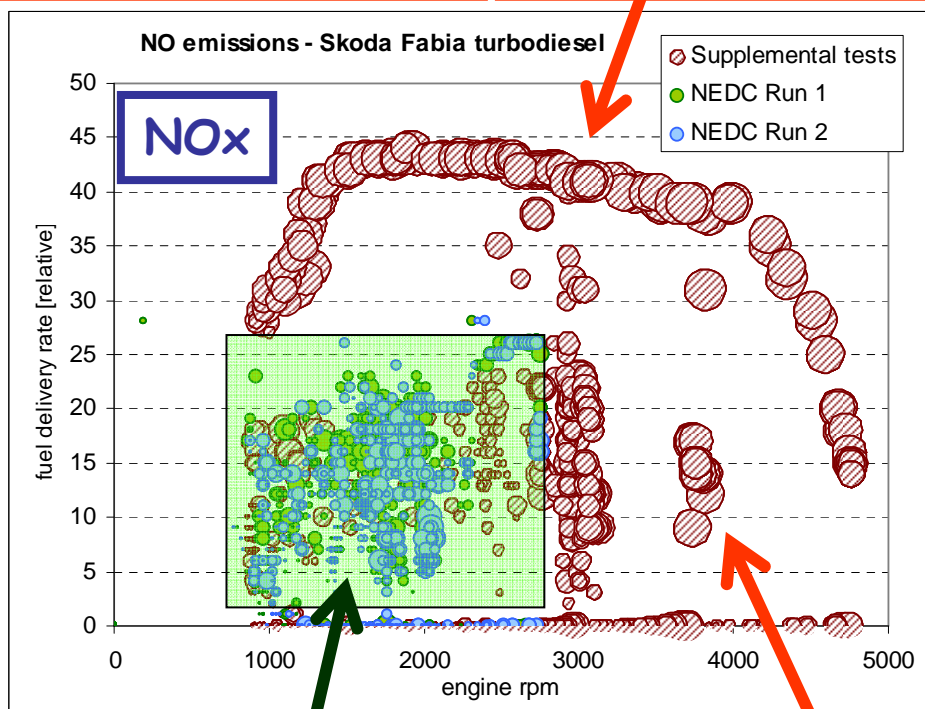 NO emissions - Skoda Fabia turbodiesel
NOx
Supplemental tests
NEDC Run 1
NEDC Run 2
fuel delivery rate [relative]
50
45
40
35
30
25
20
15
10
5
0
0 1000 2000 3000 4000 5000
engine rpm